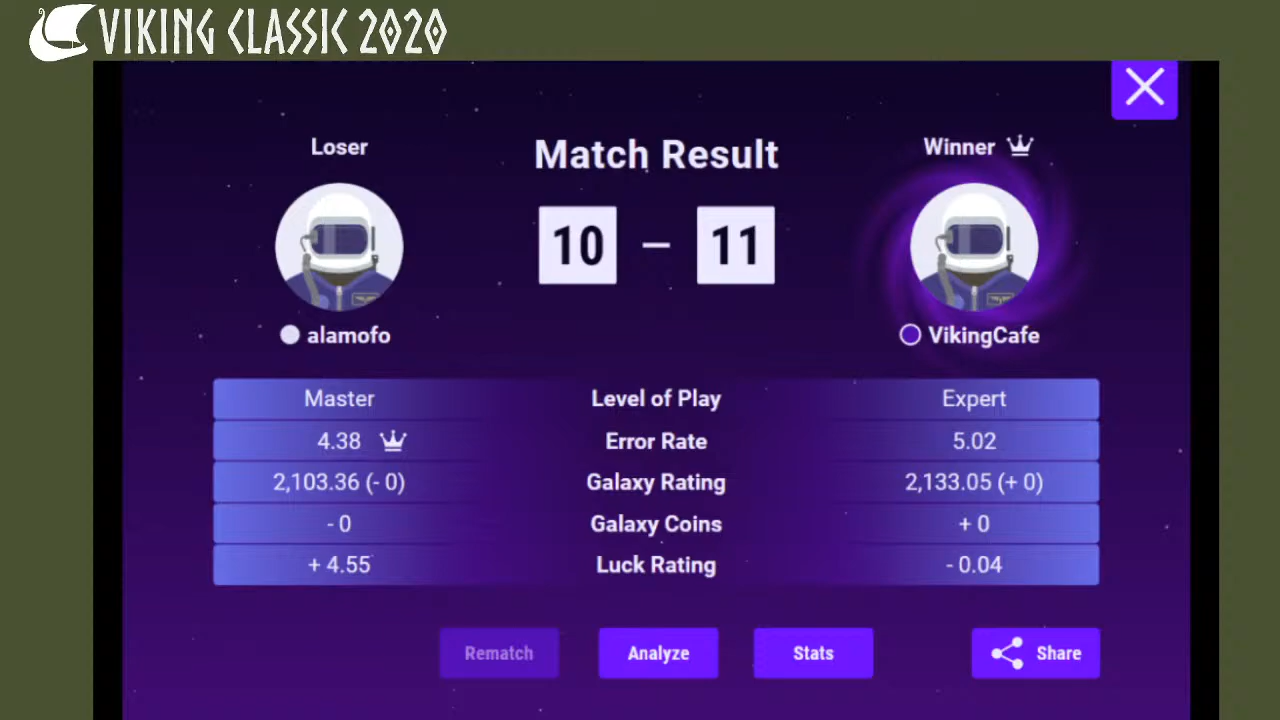 VIKING CLASSIC 2020
Loser
Match Result
Winner
10 – 11
alamofo
VikingCafe
Master Level of Play Expert
4.38 Error Rate 5.02
2,103.36 (- 0) Galaxy Rating 2,133.05 (+ 0)
- 0 Galaxy Coins + 0
+ 4.55 Luck Rating - 0.04
Rematch Analyze Stats Share